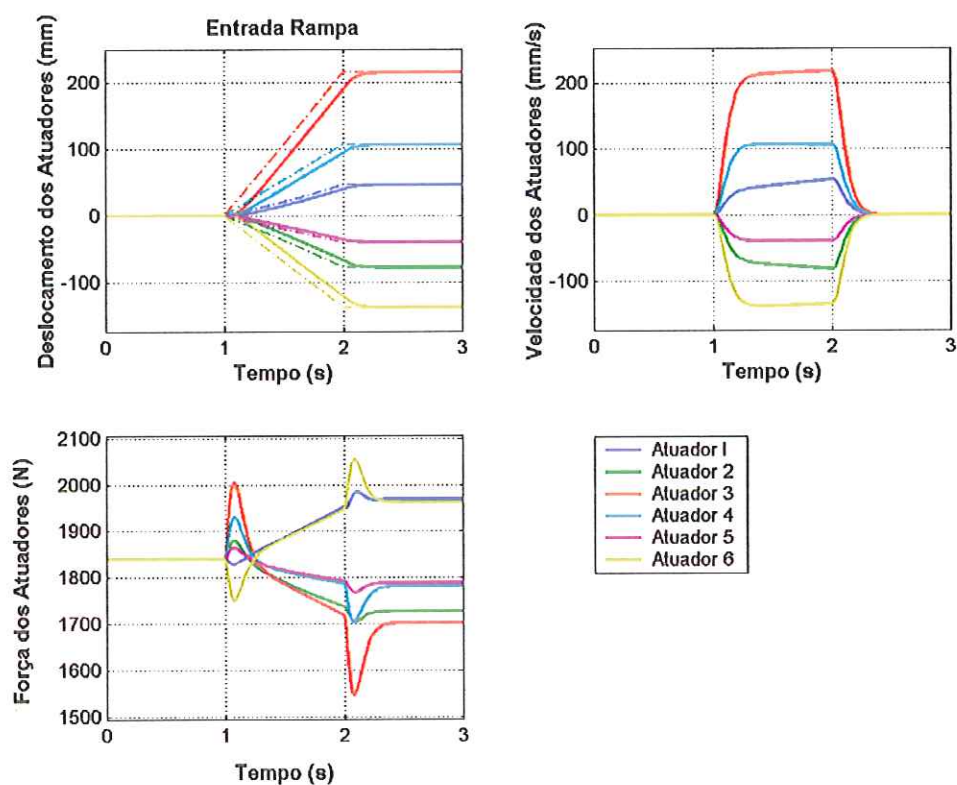 Entrada Rampa
Deslocamento dos Atuadores (mm)
200
100
0
-100
0
1
2
3
Tempo (s)
Velocidade dos Atuadores (mm/s)
200
100
0
-100
0
1
2
3
Tempo (s)
Força dos Atuadores (N)
2100
2000
1900
1800
1700
1600
1500
0
1
2
3
Tempo (s)
Atuador 1
Atuador 2
Atuador 3
Atuador 4
Atuador 5
Atuador 6